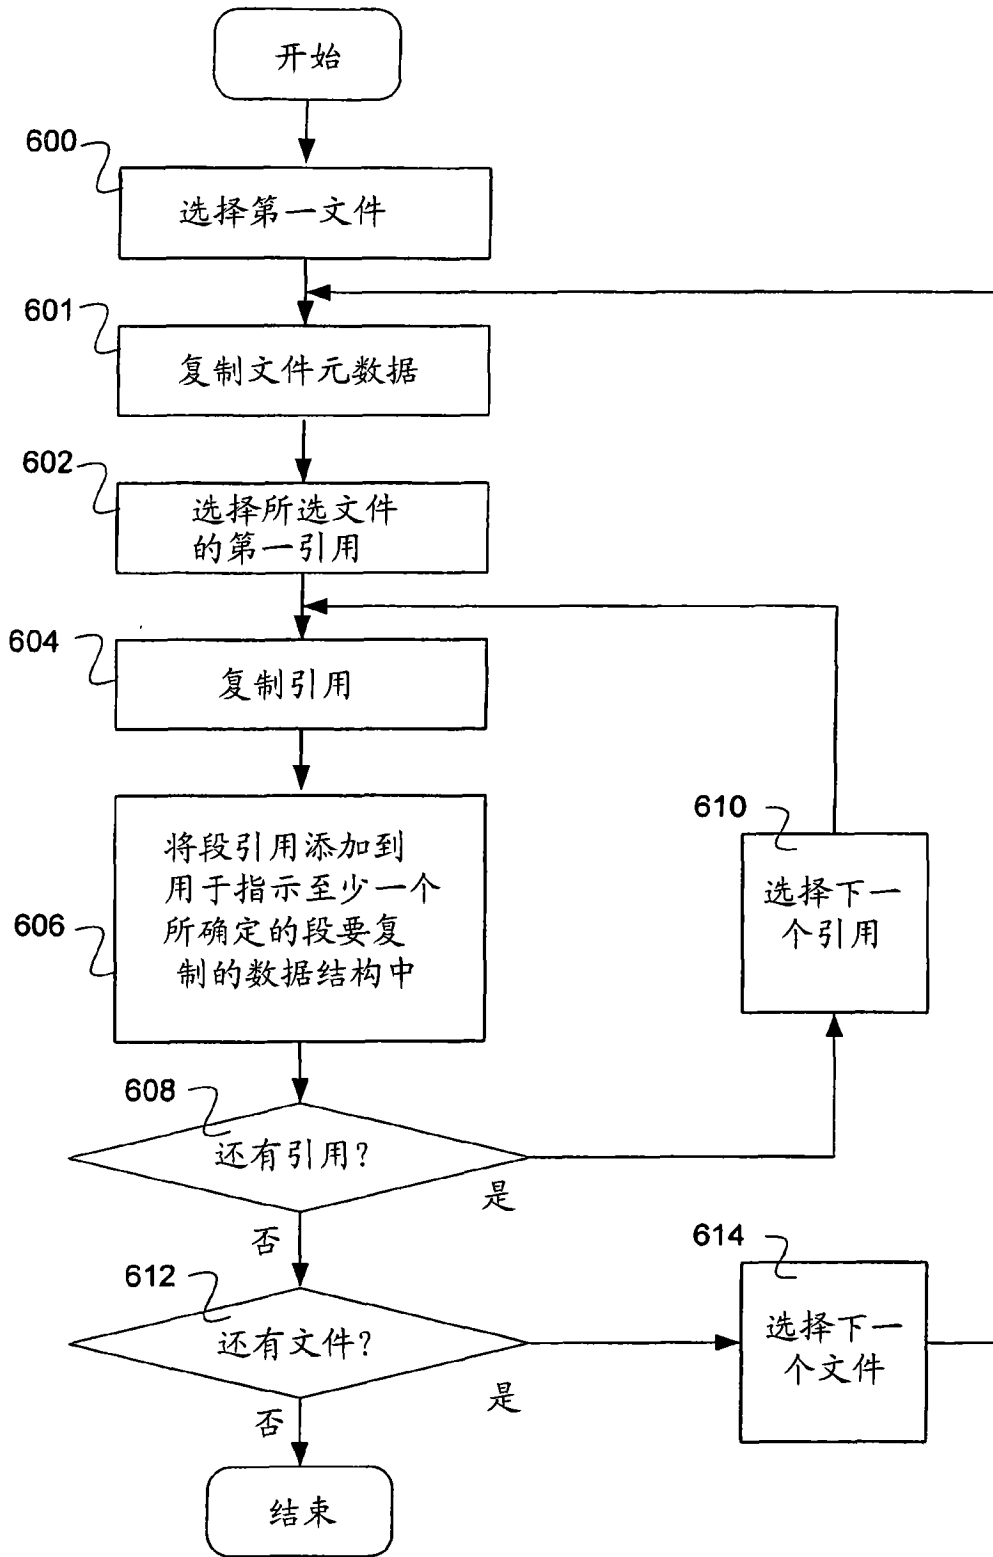 开始
600
选择第一文件
601
复制文件元数据
602
选择所选文件
的第一引用
604
复制引用
606
将段引用添加到
用于指示至少一个
所确定的段要复
制的数据结构中
610
选择下一
个引用
608
还有引用?
是
否
612
还有文件?
是
否
614
选择下一
个文件
结束